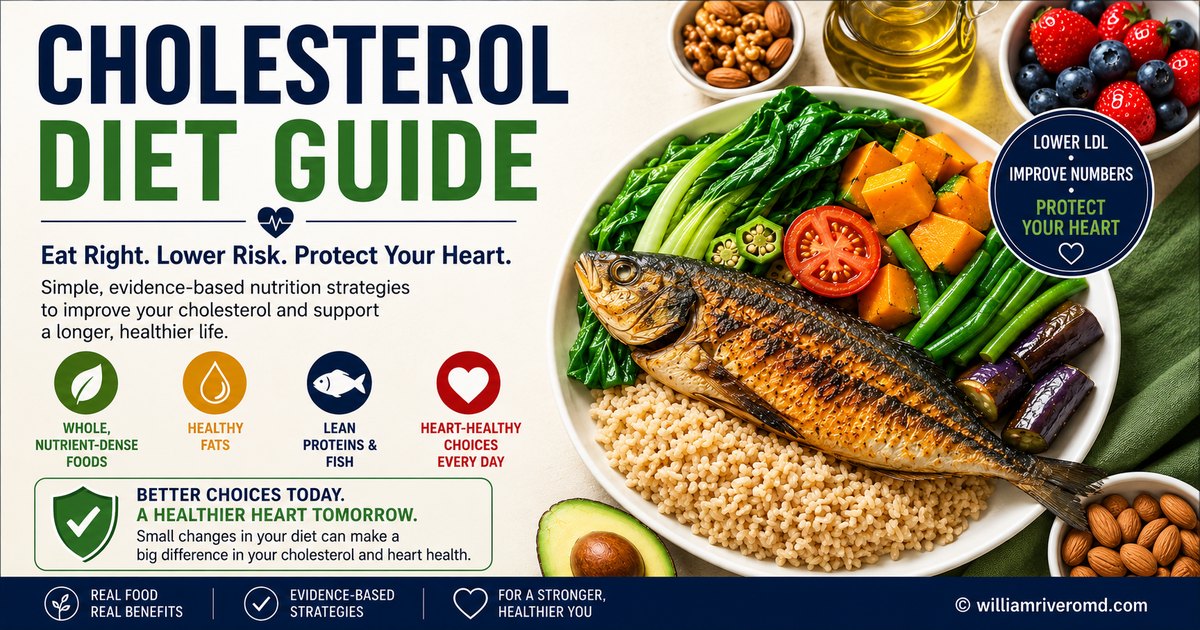 CHOLESTEROL
DIET GUIDE
Eat Right. Lower Risk. Protect Your Heart.
Simple, evidence-based nutrition strategies
to improve your cholesterol and support
a longer, healthier life.
WHOLE,
NUTRIENT-DENSE
FOODS
HEALTHY
FATS
LEAN
PROTEINS &
FISH
HEART-HEALTHY
CHOICES
EVERY DAY
BETTER CHOICES TODAY.
A HEALTHIER HEART TOMORROW.
Small changes in your diet can make a
big difference in your cholesterol and heart health.
LOWER LDL
•
IMPROVE NUMBERS
•
PROTECT
YOUR HEART
REAL FOOD
REAL BENEFITS
EVIDENCE-BASED
STRATEGIES
FOR A STRONGER,
HEALTHIER YOU
© williamriveromd.com